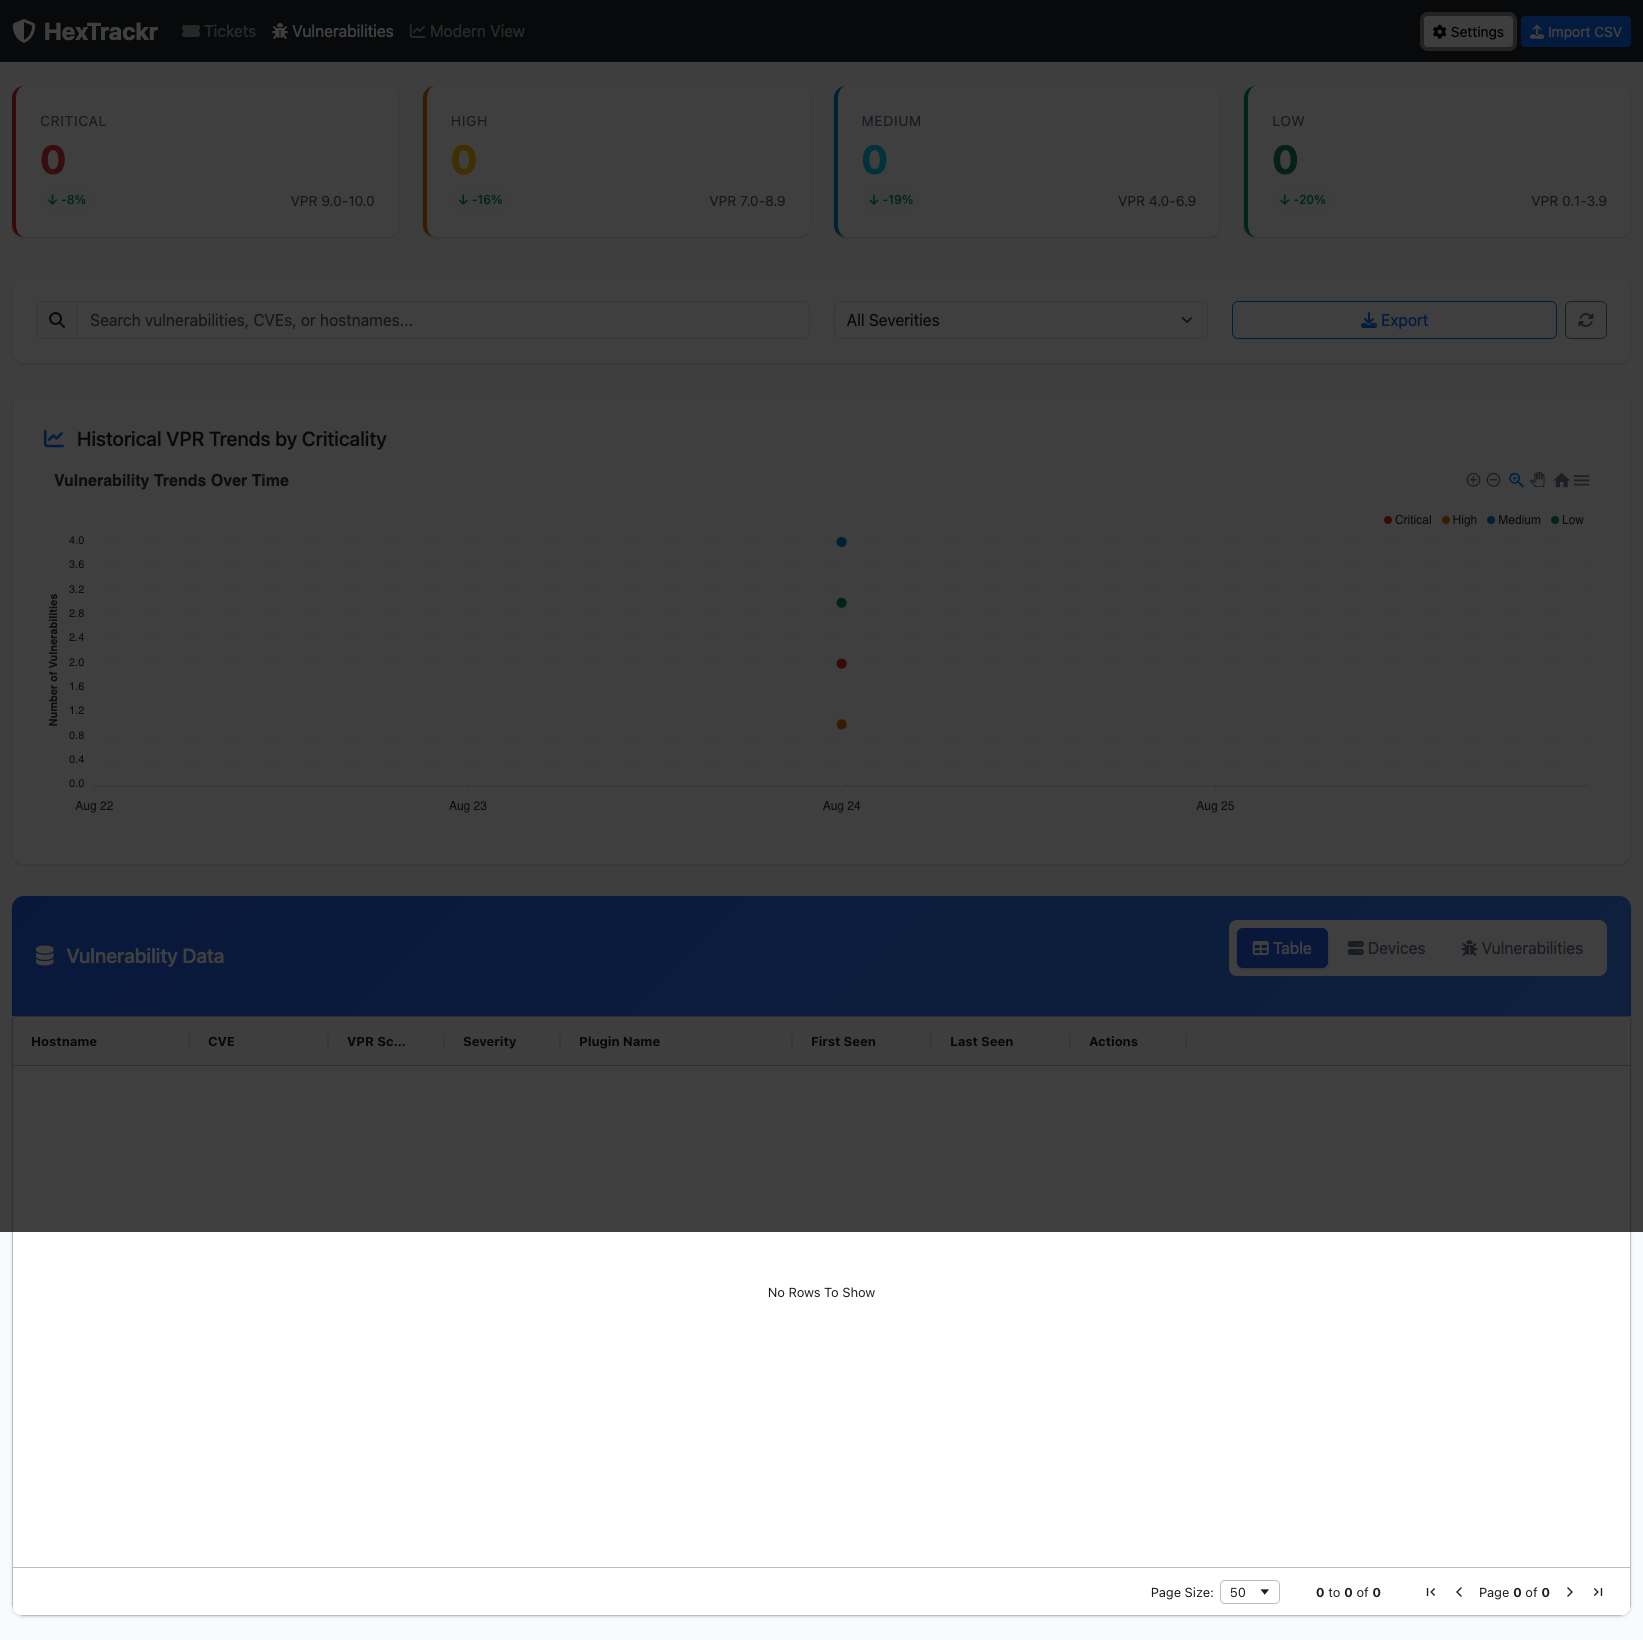 HexTrackr
Tickets
Vulnerabilities
Modern View
Settings
Import CSV
CRITICAL
0
-8%
VPR 9.0-10.0
HIGH
0
-16%
VPR 7.0-8.9
MEDIUM
0
-19%
VPR 4.0-6.9
LOW
0
-20%
VPR 0.1-3.9
Search vulnerabilities, CVEs, or hostnames...
All Severities
Export
Historical VPR Trends by Criticality
Vulnerability Trends Over Time
Critical High Medium Low
Number of Vulnerabilities
4.0
3.6
3.2
2.8
2.4
2.0
1.6
1.2
0.8
0.4
0.0
Aug 22 Aug 23 Aug 24 Aug 25
Vulnerability Data
Table
Devices
Vulnerabilities
Hostname CVE VPR Sc... Severity Plugin Name First Seen Last Seen Actions
No Rows To Show
Page Size: 50 0 to 0 of 0 Page 0 of 0